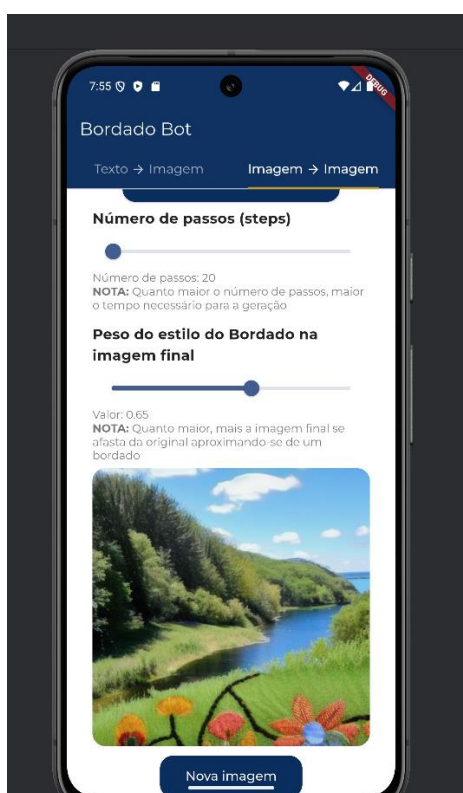 7:55
DEBUG
Bordado Bot
Texto → Imagem
Imagem → Imagem
Número de passos (steps)
Número de passos: 20
NOTA: Quanto maior o número de passos, maior
o tempo necessário para a geração
Peso do estilo do Bordado na
imagem final
Valor: 0.65
NOTA: Quanto maior, mais a imagem final se
afasta da original aproximando-se de um
bordado
Nova imagem